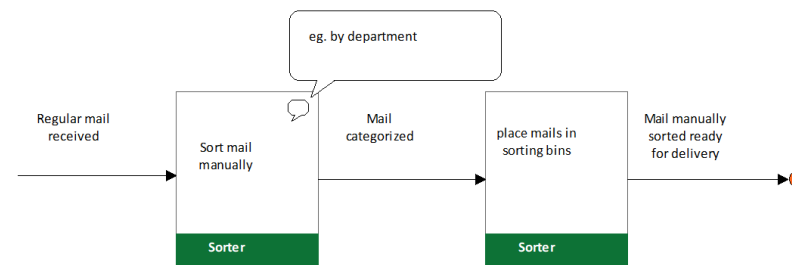 eg. by department
Regular mail
received
Sort mail
manually
Sorter
Mail
categorized
place mails in
sorting bins
Sorter
Mail manually
sorted ready
for delivery